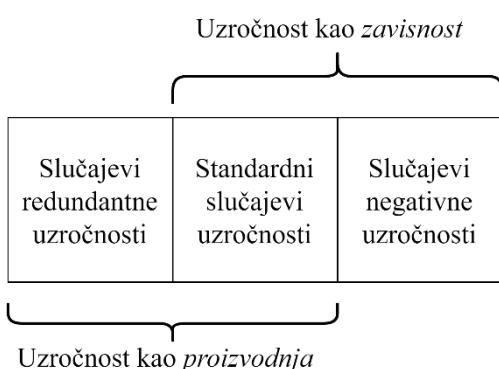 Uzročnost kao zavisnost
Slučajevi
redundantne
uzročnosti
Standardni
slučajevi
uzročnosti
Slučajevi
negativne
uzročnosti
Uzročnost kao proizvodnja